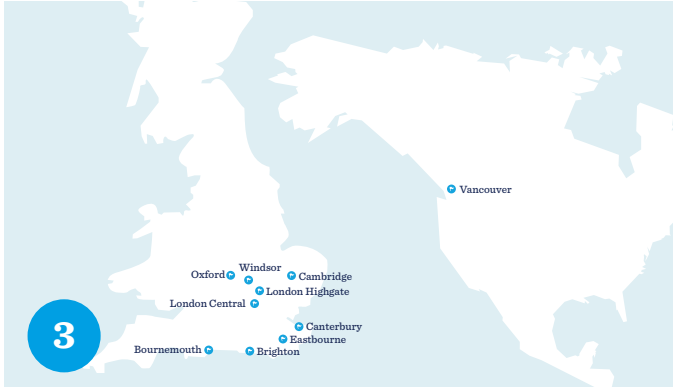 Vancouver
Windsor
Oxford
Cambridge
London Highgate
London Central
3
Canterbury
Eastbourne
Bournemouth
Brighton